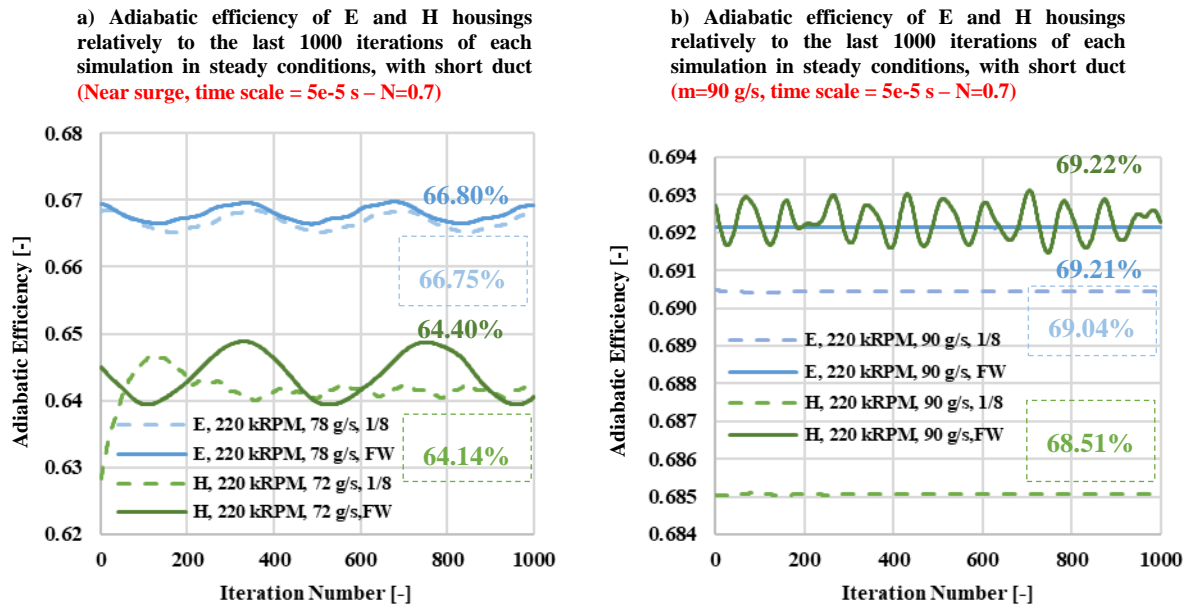 a) Adiabatic efficiency of E and H housings
relatively to the last 1000 iterations of each
simulation in steady conditions, with short duct
(Near surge, time scale = 5e-5 s – N=0.7)
0.68
0.67
0.66
0.65
0.64
0.63
0.62
Adiabatic Efficiency [-]
66.80%
66.75%
64.40%
64.14%
E, 220 kRPM, 78 g/s, 1/8
E, 220 kRPM, 78 g/s, FW
H, 220 kRPM, 72 g/s, 1/8
H, 220 kRPM, 72 g/s,FW
0 200 400 600 800 1000
Iteration Number [-]
b) Adiabatic efficiency of E and H housings
relatively to the last 1000 iterations of each
simulation in steady conditions, with short duct
(m=90 g/s, time scale = 5e-5 s – N=0.7)
0.694
0.693
0.692
0.691
0.690
0.689
0.688
0.687
0.686
0.685
0.684
Adiabatic Efficiency [-]
69.22%
69.21%
69.04%
68.51%
E, 220 kRPM, 90 g/s, 1/8
E, 220 kRPM, 90 g/s, FW
H, 220 kRPM, 90 g/s, 1/8
H, 220 kRPM, 90 g/s,FW
0 200 400 600 800 1000
Iteration Number [-]